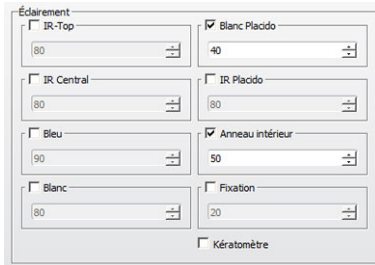 Éclairement
IR-Top
Blanc Placido
80
40
IR Central
IR Placido
80
80
Bleu
Anneau intérieur
90
50
Blanc
Fixation
80
20
Kératomètre